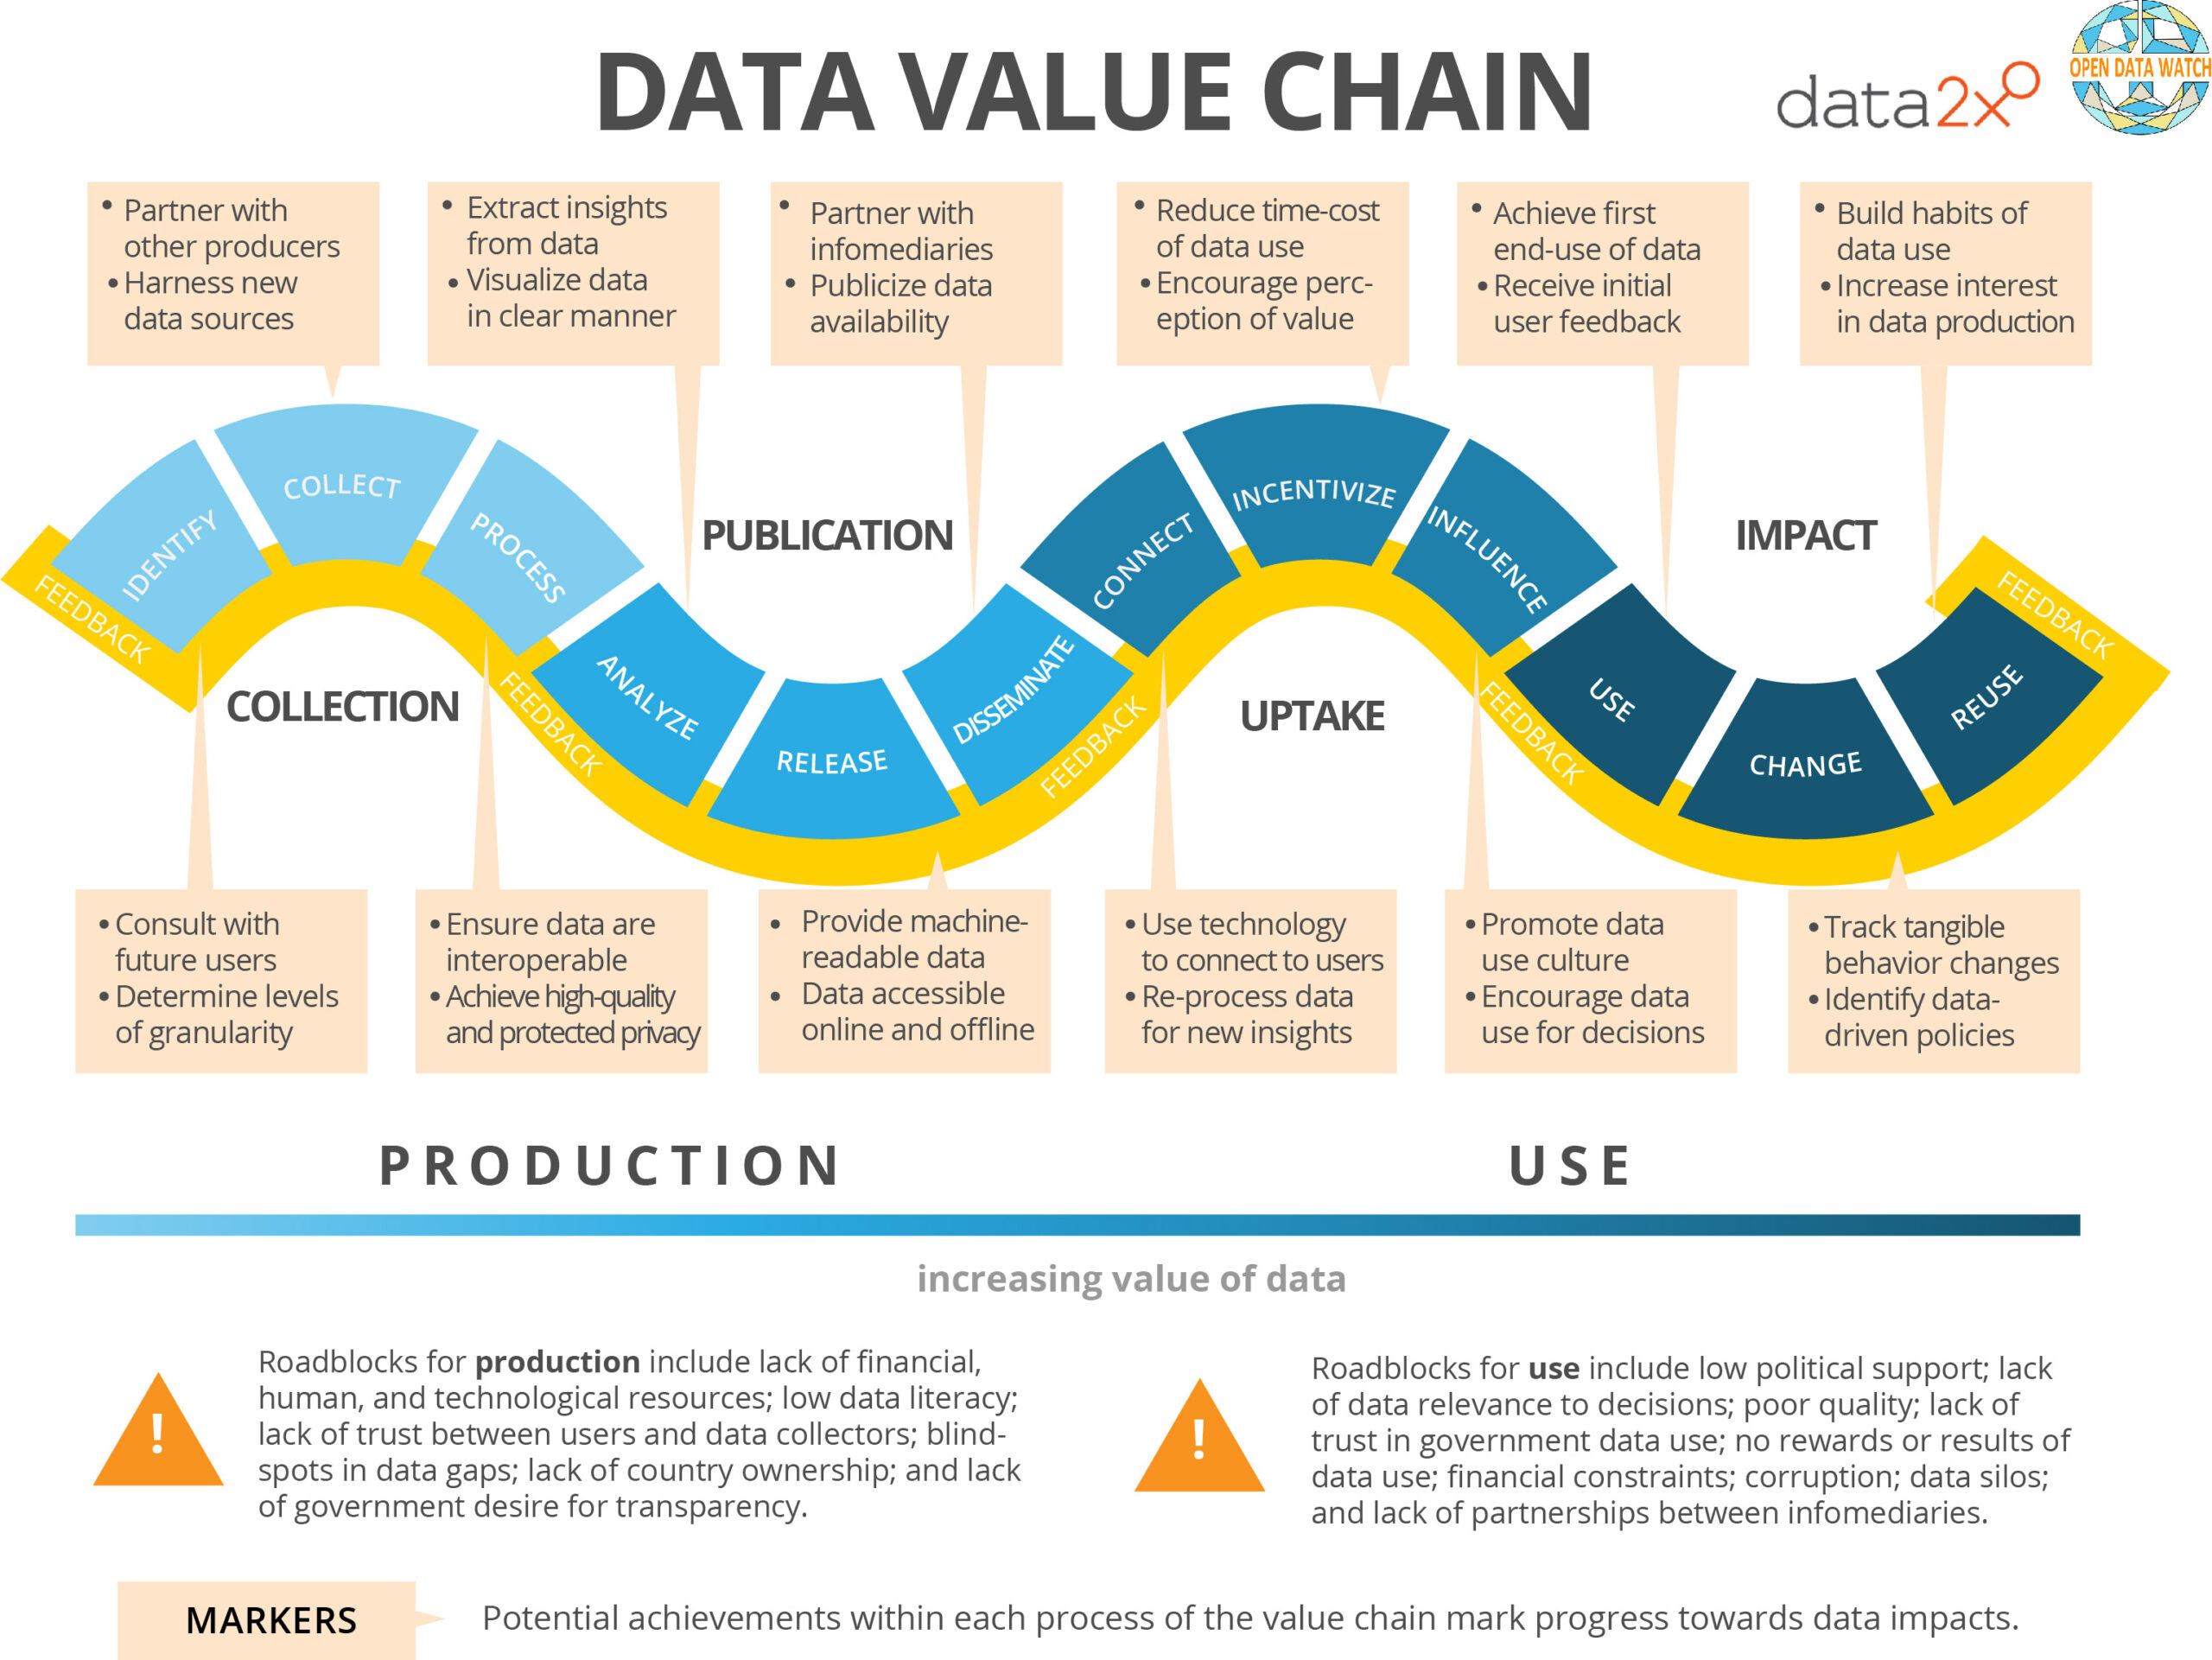 DATA VALUE CHAIN
data2x
OPEN DATA WATCH
• Partner with
other producers
• Harness new
data sources
• Extract insights
from data
• Visualize data
in clear manner
• Partner with
infomediaries
• Publicize data
availability
• Reduce time-cost
of data use
• Encourage perc-
eption of value
• Achieve first
end-use of data
• Receive initial
user feedback
• Build habits of
data use
• Increase interest
in data production
FEEDBACK
IDENTIFY
COLLECT
PROCESS
COLLECTION
FEEDBACK
ANALYZE
RELEASE
DISSEMINATE
PUBLICATION
FEEDBACK
CONNECT
INCENTIVIZE
INFLUENCE
UPTAKE
FEEDBACK
USE
CHANGE
REUSE
IMPACT
FEEDBACK
• Consult with
future users
• Determine levels
of granularity
• Ensure data are
interoperable
• Achieve high-quality
and protected privacy
• Provide machine-
readable data
• Data accessible
online and offline
• Use technology
to connect to users
• Re-process data
for new insights
• Promote data
use culture
• Encourage data
use for decisions
• Track tangible
behavior changes
• Identify data-
driven policies
PRODUCTION
USE
increasing value of data
!
Roadblocks for production include lack of financial,
human, and technological resources; low data literacy;
lack of trust between users and data collectors; blind-
spots in data gaps; lack of country ownership; and lack
of government desire for transparency.
!
Roadblocks for use include low political support; lack
of data relevance to decisions; poor quality; lack of
trust in government data use; no rewards or results of
data use; financial constraints; corruption; data silos;
and lack of partnerships between infomediaries.
MARKERS
Potential achievements within each process of the value chain mark progress towards data impacts.